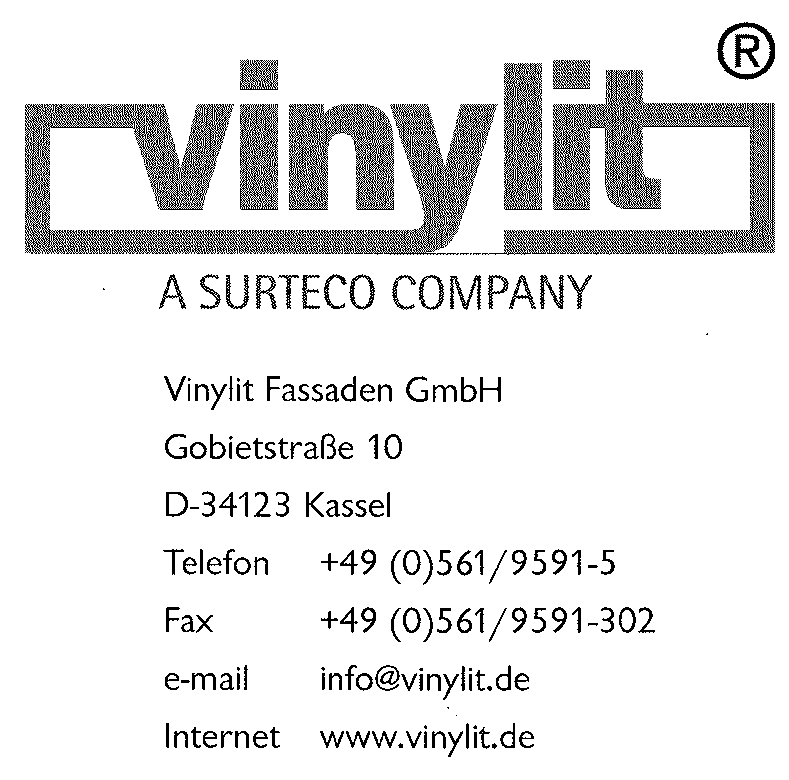 vinylit®
A SURTECO COMPANY
Vinylit Fassaden GmbH
Gobietstraße 10
D-34123 Kassel
Telefon +49 (0)561/9591-5
Fax +49 (0)561/9591-302
e-mail info@vinylit.de
Internet www.vinylit.de